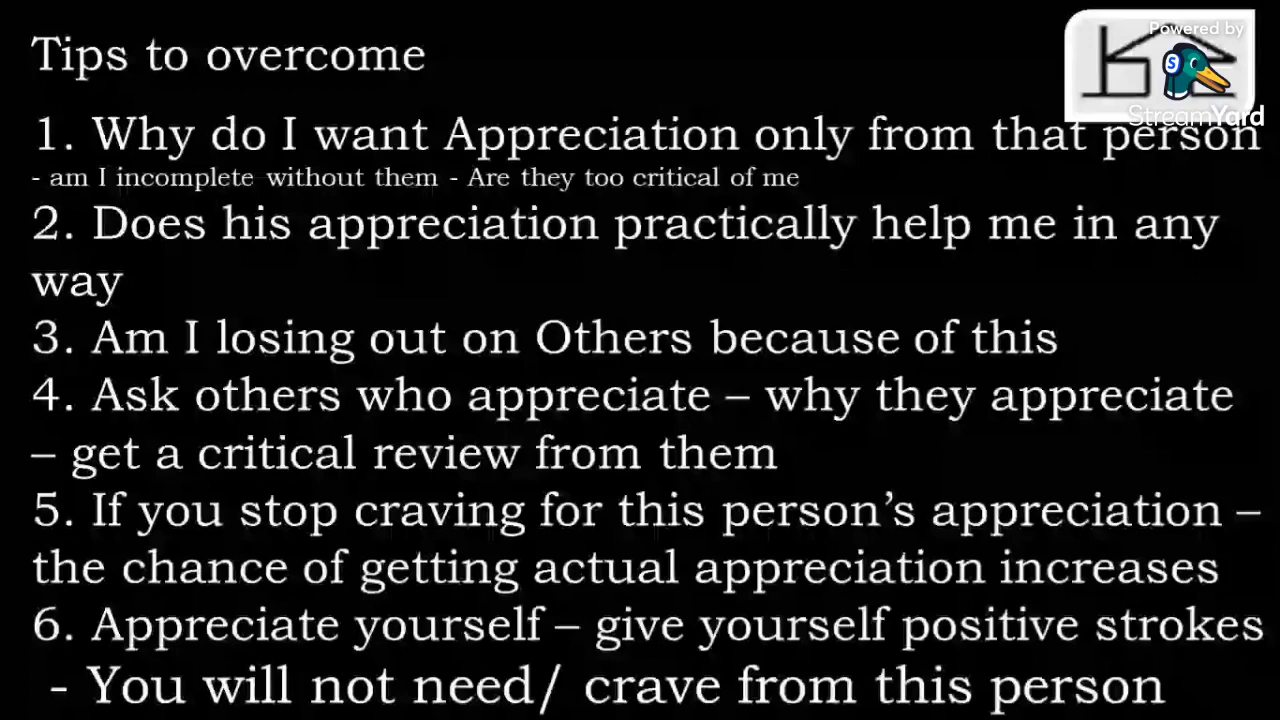 Tips to overcome
Powered by
StreamYard
1. Why do I want Appreciation only from that person
- am I incomplete without them - Are they too critical of me
2. Does his appreciation practically help me in any
way
3. Am I losing out on Others because of this
4. Ask others who appreciate – why they appreciate
– get a critical review from them
5. If you stop craving for this person’s appreciation –
the chance of getting actual appreciation increases
6. Appreciate yourself – give yourself positive strokes
- You will not need/ crave from this person